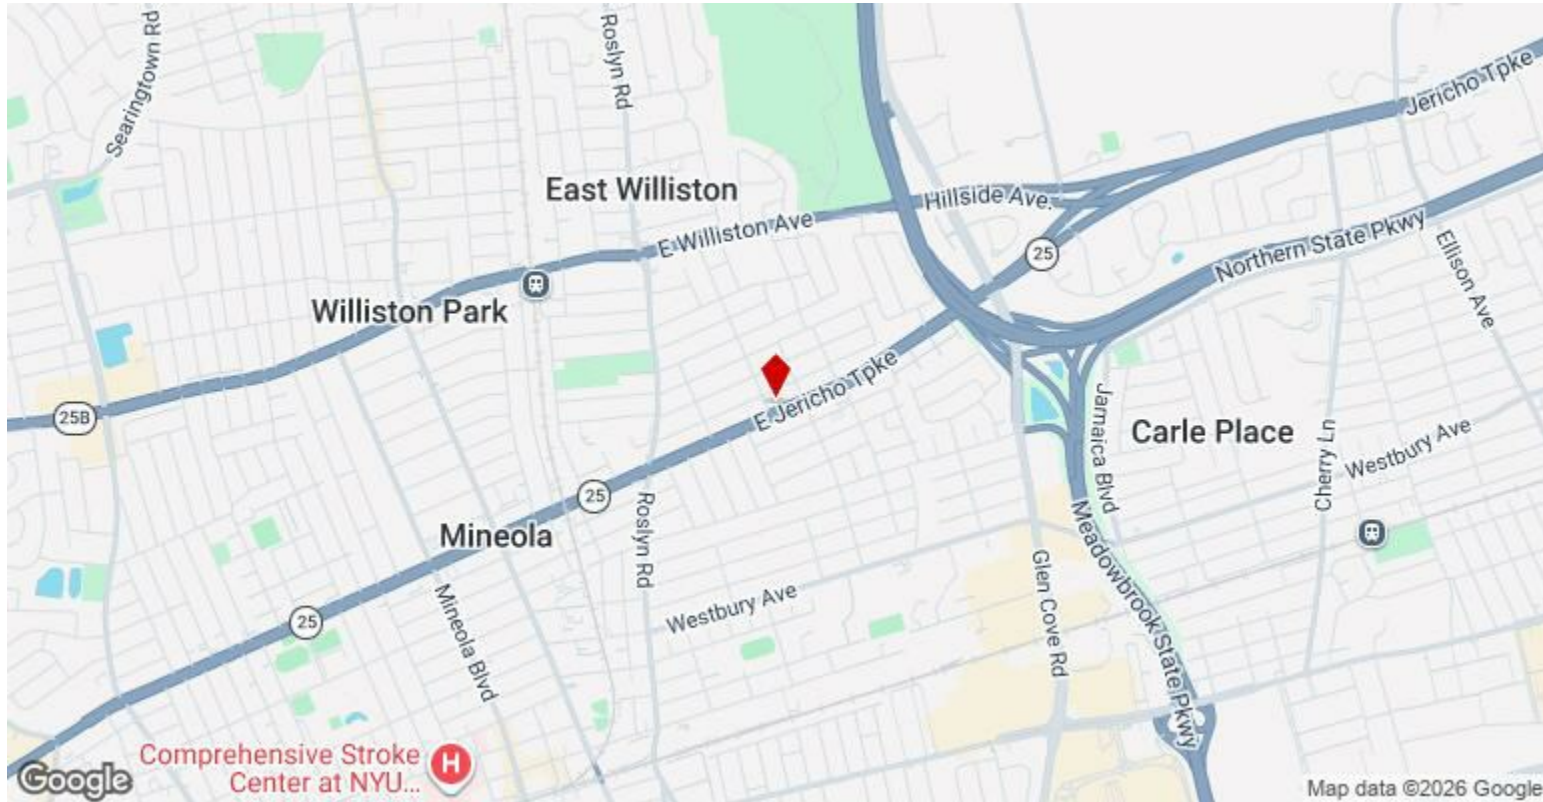 Searingtown Rd
Roslyn Rd
Jericho Tpke
East Williston
Hillside Ave.
E Williston Ave
25
Northern State Pkwy
Ellison Ave
Williston Park
25B
E Jericho Tpke
Jamaica Blvd
Carle Place
Cherry Ln
Westbury Ave
25
Mineola
Roslyn Rd
Meadowbrook State Pkwy
Glen Cove Rd
Westbury Ave
25
Mineola Blvd
Comprehensive Stroke
Center at NYU...
H
Google
Map data ©2026 Google